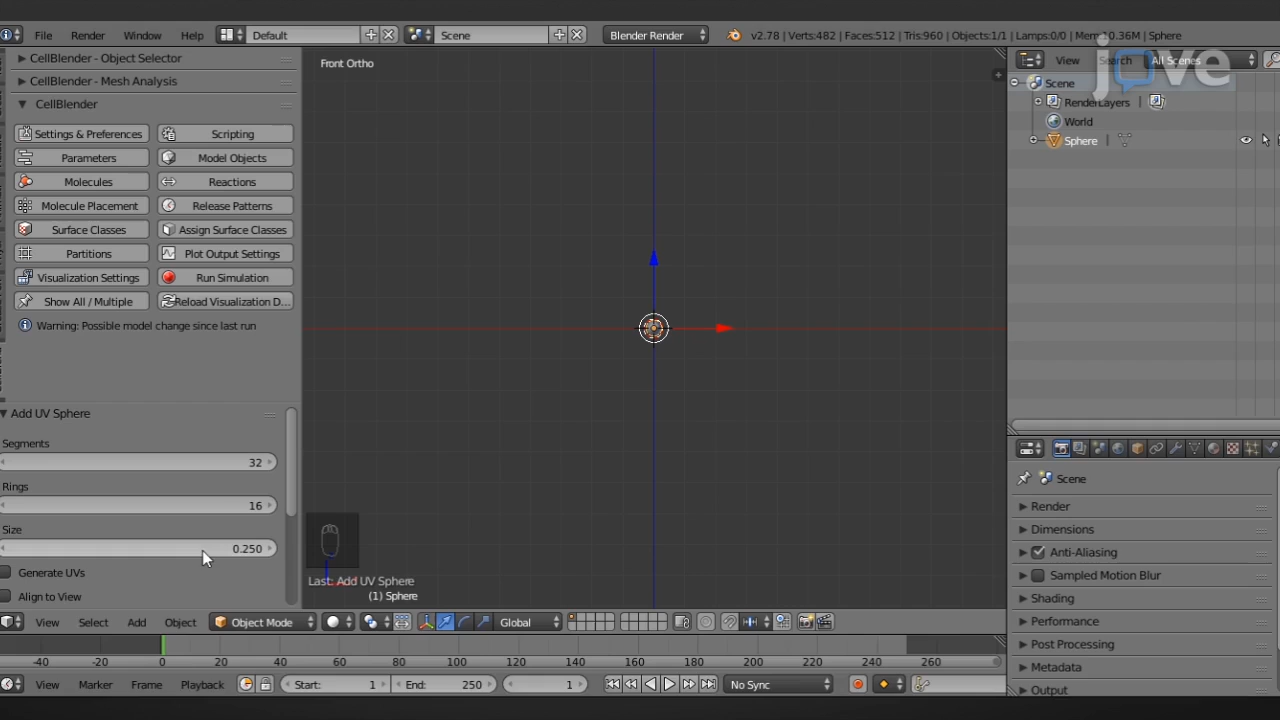 File Render Window Help Default Scene Blender Render v2.78 | Verts:482 | Faces:512 | Tris:960 | Objects:1/1 | Lamps:0/0 | Mem:10.36M | Sphere
CellBlender - Object Selector
CellBlender - Mesh Analysis
CellBlender
Settings & Preferences Scripting
Parameters Model Objects
Molecules Reactions
Molecule Placement Release Patterns
Surface Classes Assign Surface Classes
Partitions Plot Output Settings
Visualization Settings Run Simulation
Show All / Multiple Reload Visualization D...
Warning: Possible model change since last run
Add UV Sphere
Segments
32
Rings
16
Size
0.250
Generate UVs
Align to View
Front Ortho
Last: Add UV Sphere
(1) Sphere
View Select Add Object Object Mode Global
-40 -20 0 20 40 60 80 100 120 140 160 180 200 220 240 260
View Marker Frame Playback Start: 1 End: 250 1 No Sync
jove
View Search All Scenes
Scene
RenderLayers |
World
Sphere |
Scene
Render
Dimensions
Anti-Aliasing
Sampled Motion Blur
Shading
Performance
Post Processing
Metadata
Output